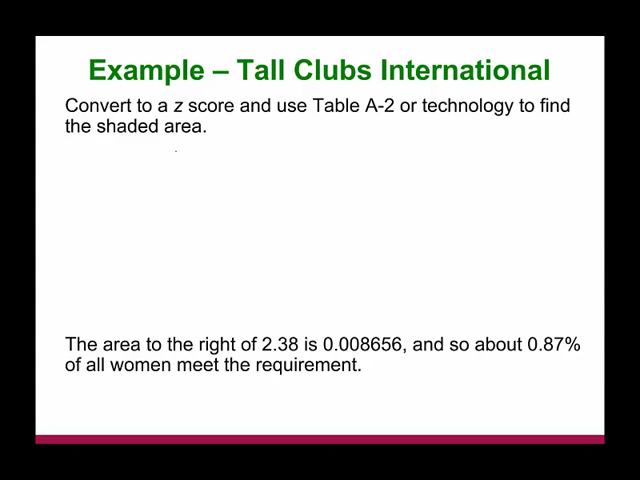 Example – Tall Clubs International
Convert to a z score and use Table A-2 or technology to find
the shaded area.
The area to the right of 2.38 is 0.008656, and so about 0.87%
of all women meet the requirement.